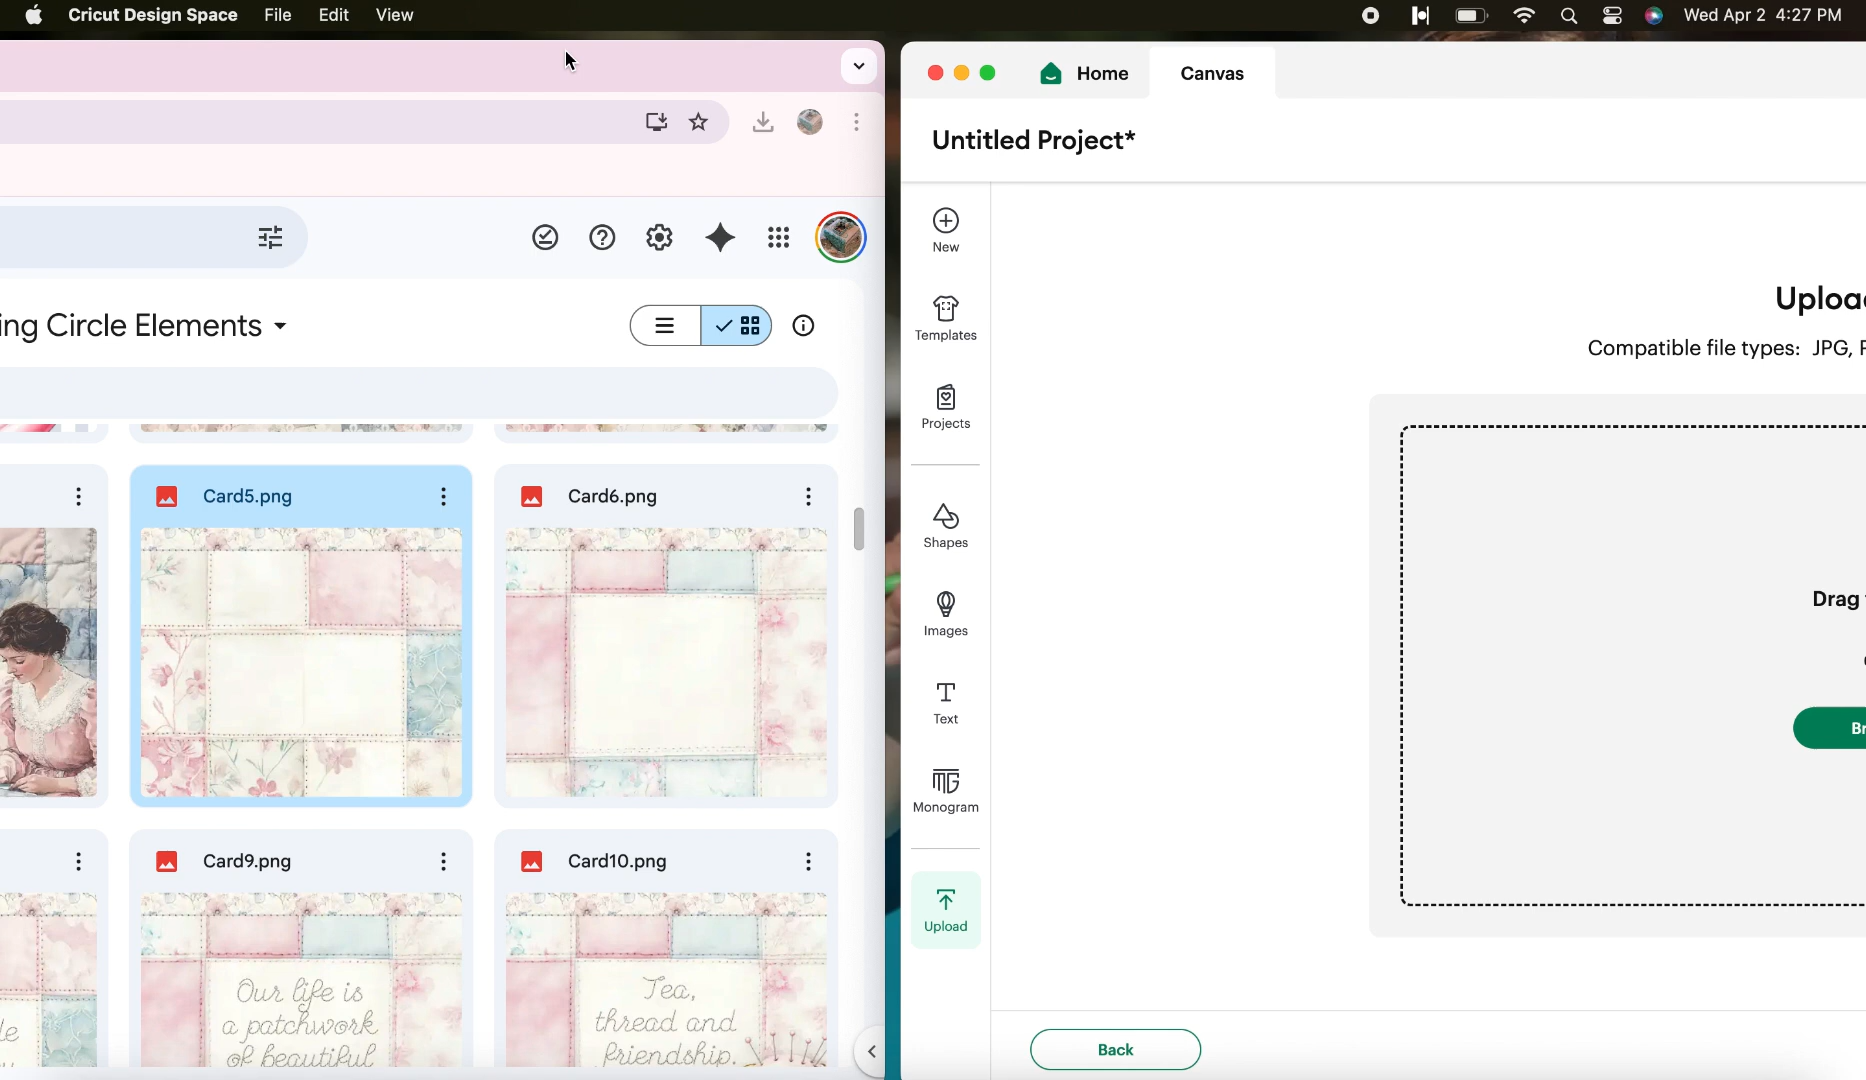 Cricut Design Space File Edit View
Wed Apr 2 4:27 PM
Home
Canvas
Untitled Project*
New
Templates
Projects
Shapes
Images
Text
Monogram
Upload
Uploa
Compatible file types: JPG,
Drag
Br
Back
ing Circle Elements
Card5.png
Card6.png
Card9.png
Card10.png
Our life is
a patchwork
of beautiful
Tea,
thread and
friendship.